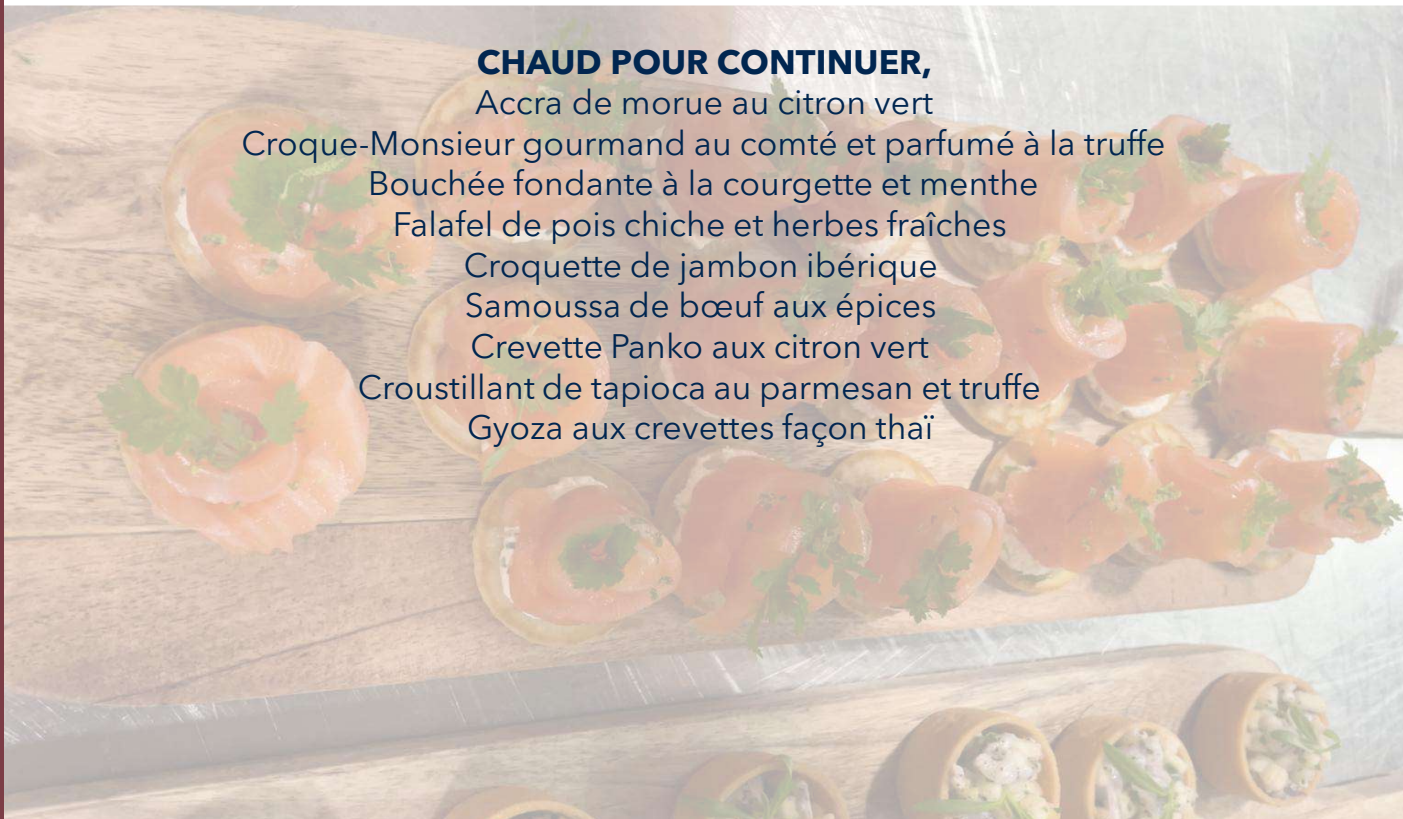 CHAUD POUR CONTINUER,
Accra de morue au citron vert
Croque-Monsieur gourmand au comté et parfumé à la truffe
Bouchée fondante à la courgette et menthe
Falafel de pois chiche et herbes fraîches
Croquette de jambon ibérique
Samoussa de bœuf aux épices
Crevette Panko aux citron vert
Croustillant de tapioca au parmesan et truffe
Gyoza aux crevettes façon thaï